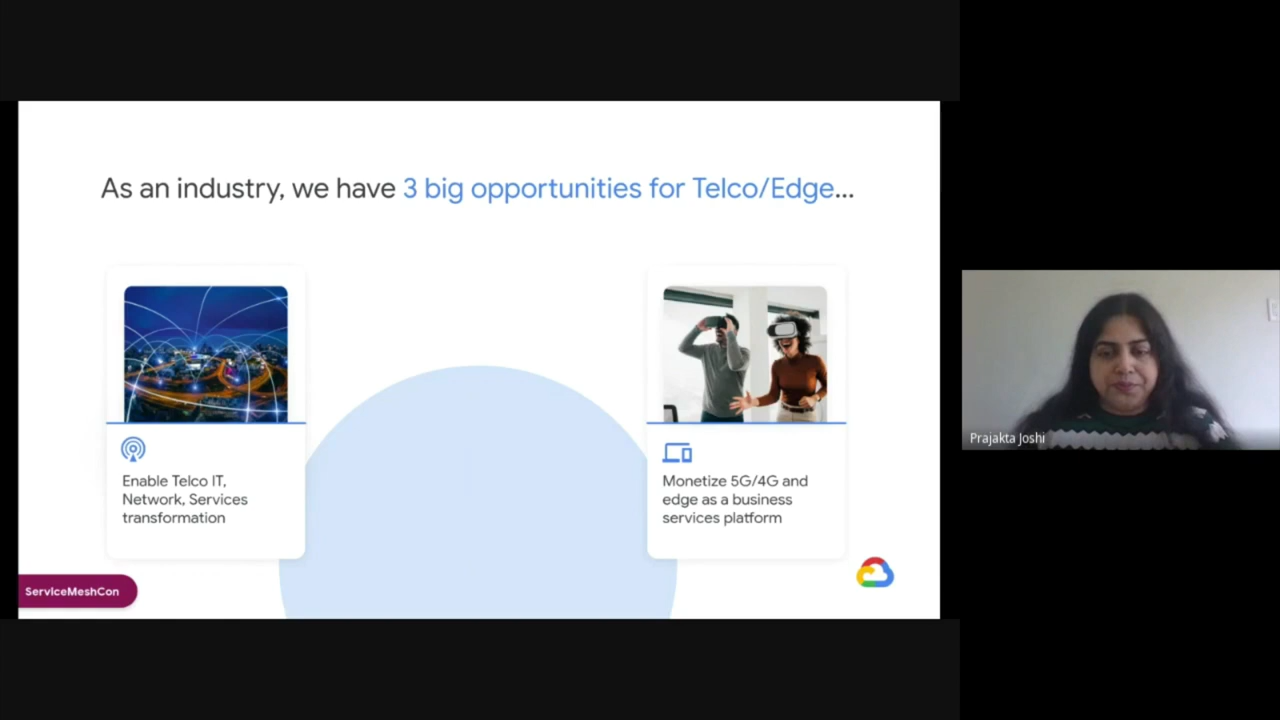 As an industry, we have 3 big opportunities for Telco/Edge...
Enable Telco IT,
Network, Services
transformation
Monetize 5G/4G and
edge as a business
services platform
ServiceMeshCon
Prajakta Joshi